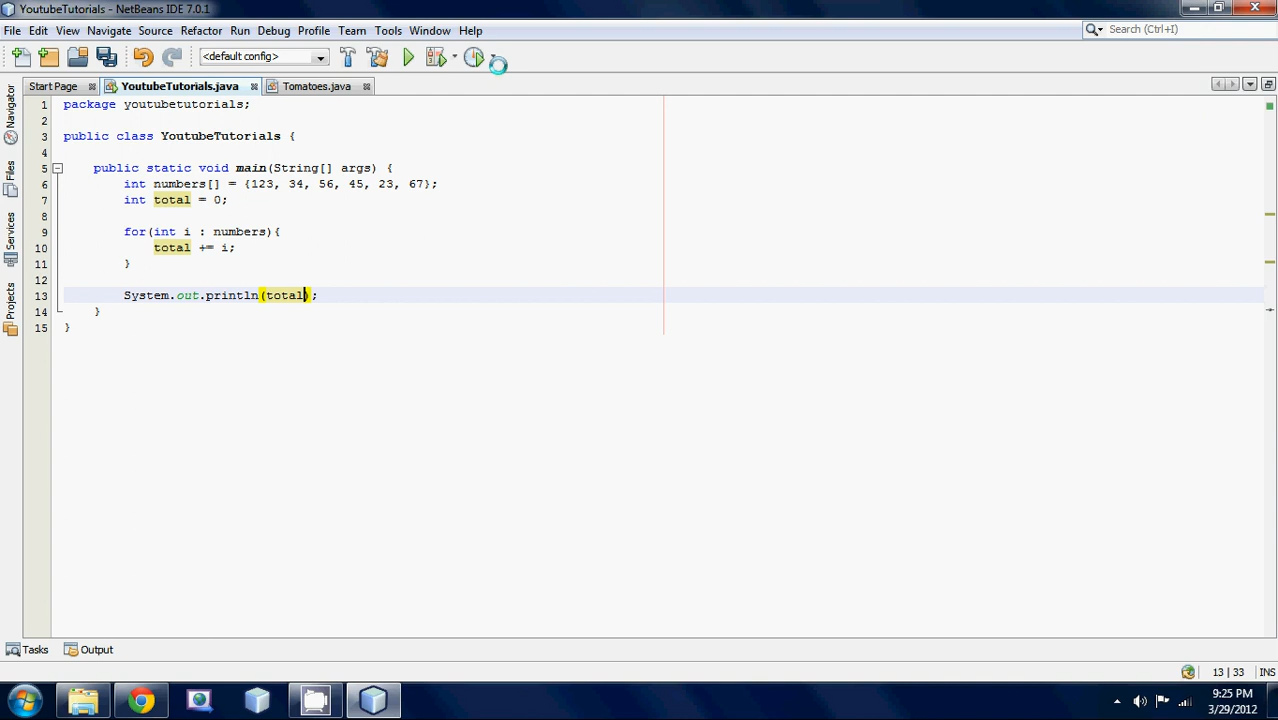 YoutubeTutorials - NetBeans IDE 7.0.1
File Edit View Navigate Source Refactor Run Debug Profile Team Tools Window Help
Search (Ctrl+I)
<default config>
Start Page YoutubeTutorials.java Tomatoes.java
Navigator
Files
Services
Projects
1 package youtubetutorials;
2
3 public class YoutubeTutorials {
4
5 public static void main(String[] args) {
6 int numbers[] = {123, 34, 56, 45, 23, 67};
7 int total = 0;
8
9 for(int i : numbers){
10 total += i;
11 }
12
13 System.out.println(total);
14 }
15 }
Tasks Output
13 | 33 INS
9:25 PM
3/29/2012